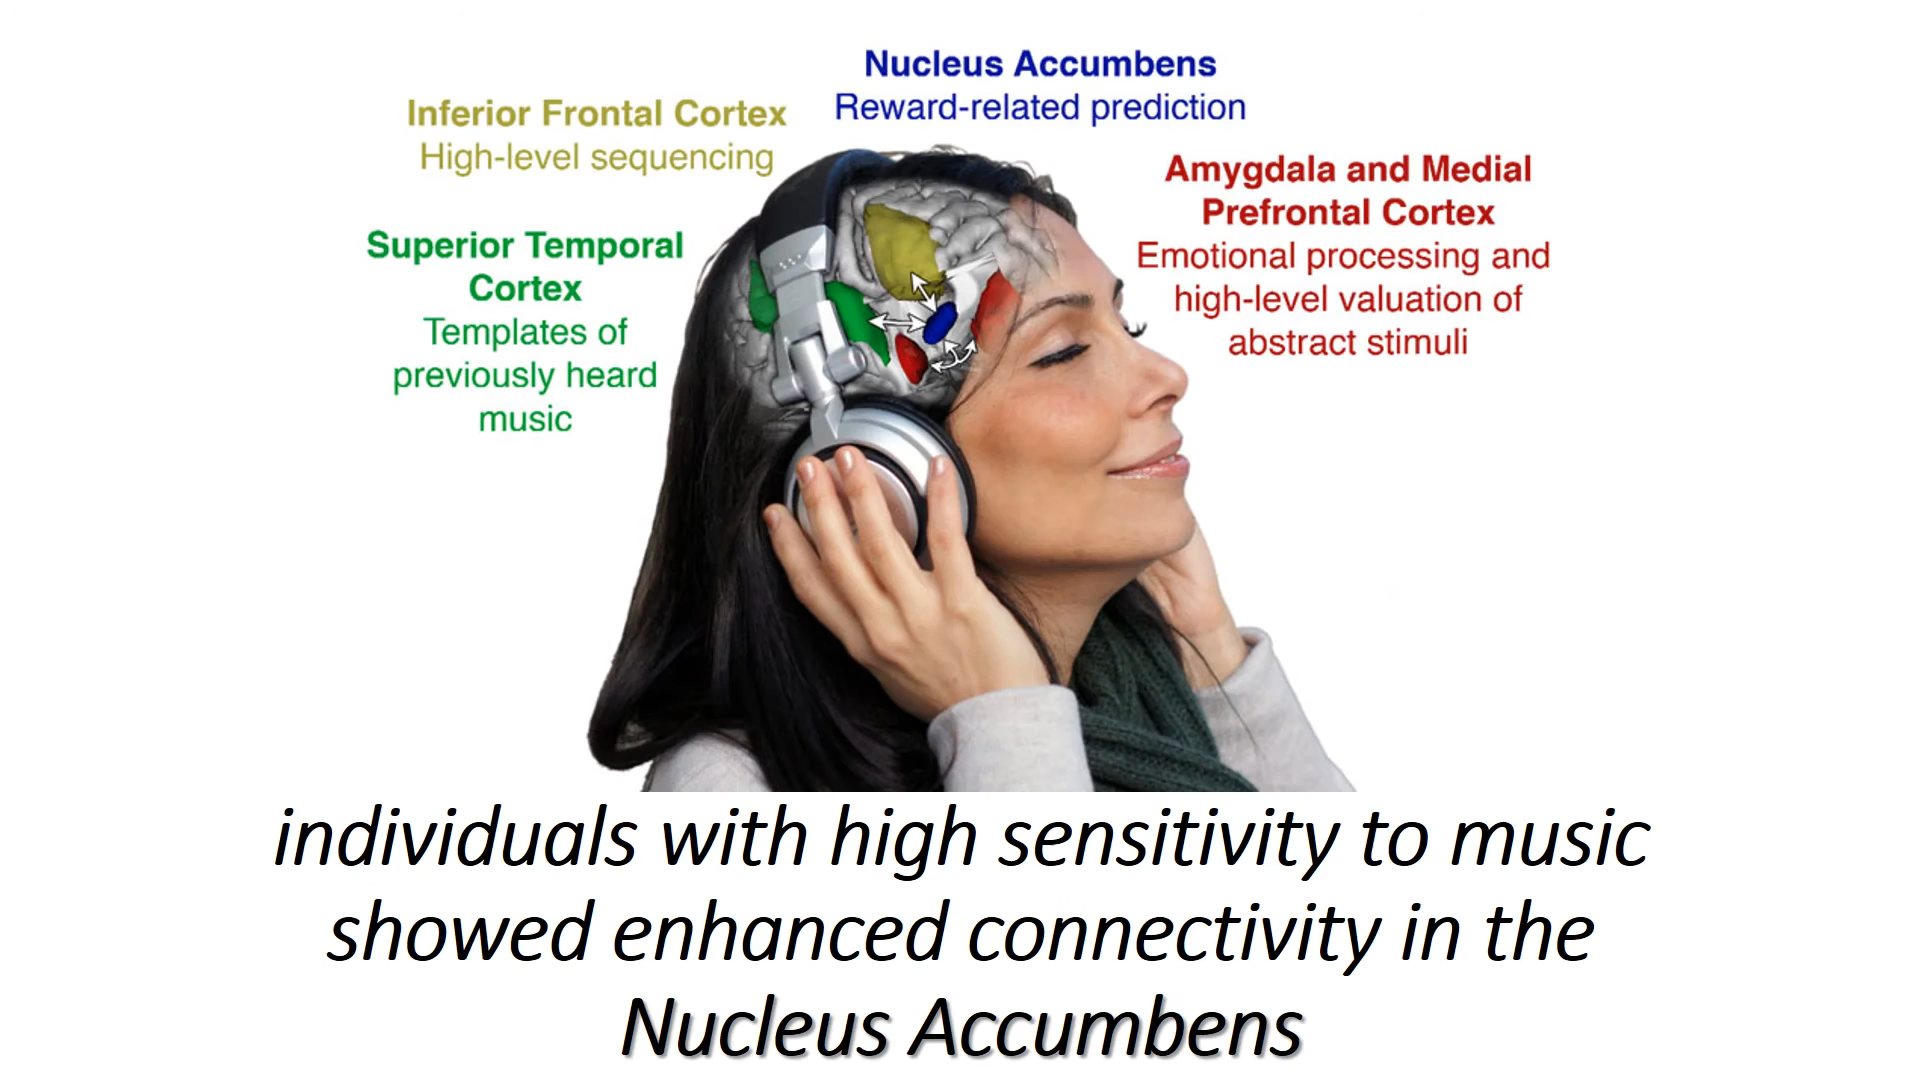 Nucleus Accumbens
Reward-related prediction
Inferior Frontal Cortex
High-level sequencing
Amygdala and Medial
Prefrontal Cortex
Emotional processing and
high-level valuation of
abstract stimuli
Superior Temporal
Cortex
Templates of
previously heard
music
individuals with high sensitivity to music
showed enhanced connectivity in the
Nucleus Accumbens